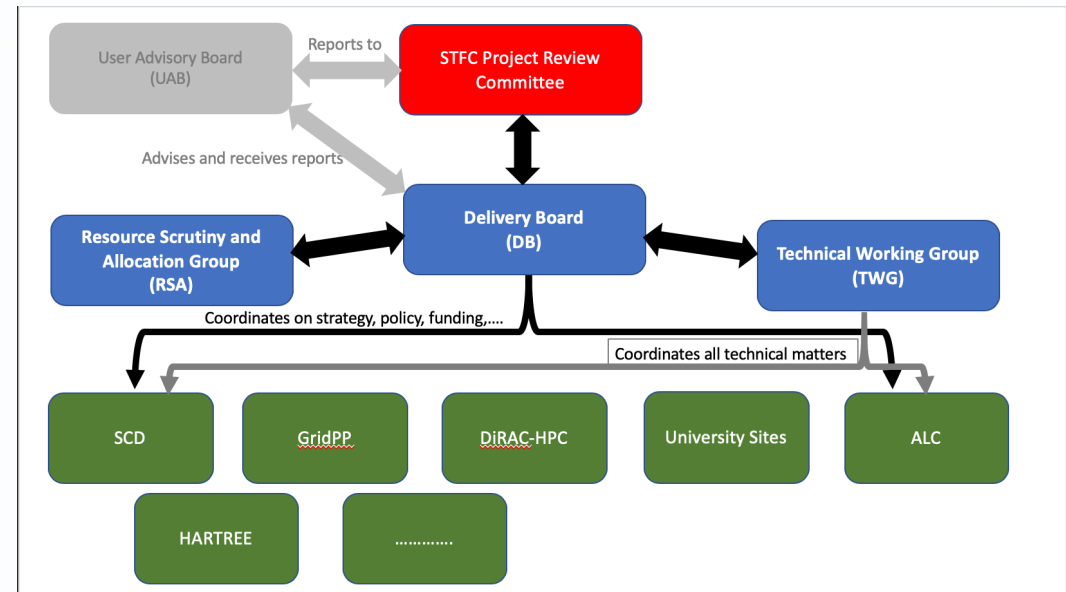 User Advisory Board
(UAB)
Reports to
STFC Project Review
Committee
Advises and receives reports
Delivery Board
(DB)
Resource Scrutiny and
Allocation Group
(RSA)
Technical Working Group
(TWG)
Coordinates on strategy, policy, funding,....
Coordinates all technical matters
SCD
GridPP
DiRAC-HPC
University Sites
ALC
HARTREE
.............